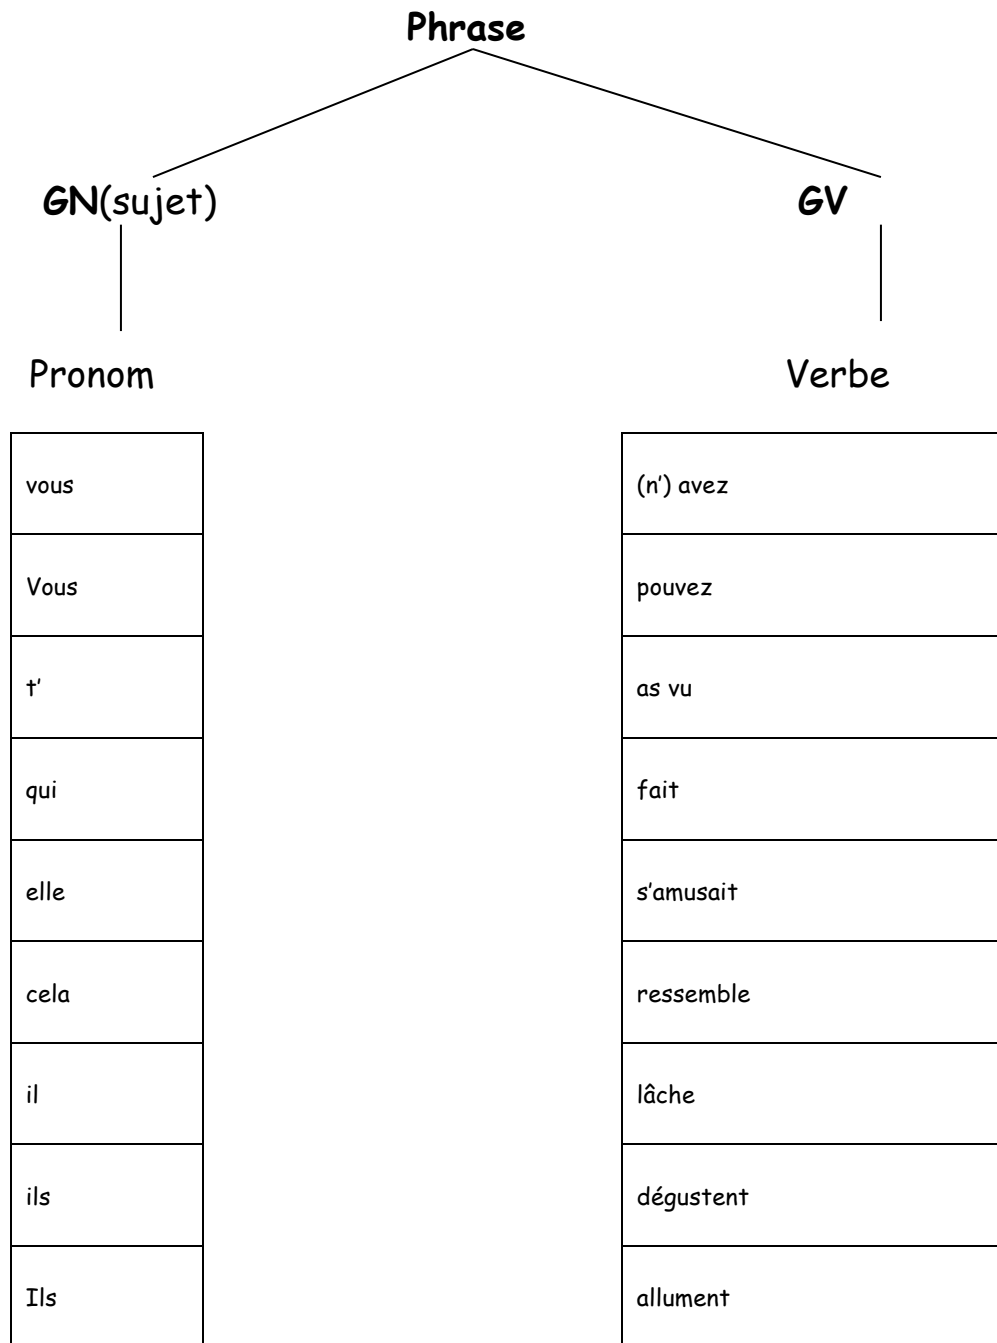 Phrase
GN(sujet) GV
Pronom Verbe
vous (n’) avez
Vous pouvez
t’ as vu
qui fait
elle s’amusait
cela ressemble
il lâche
ils dégustent
Ils allument